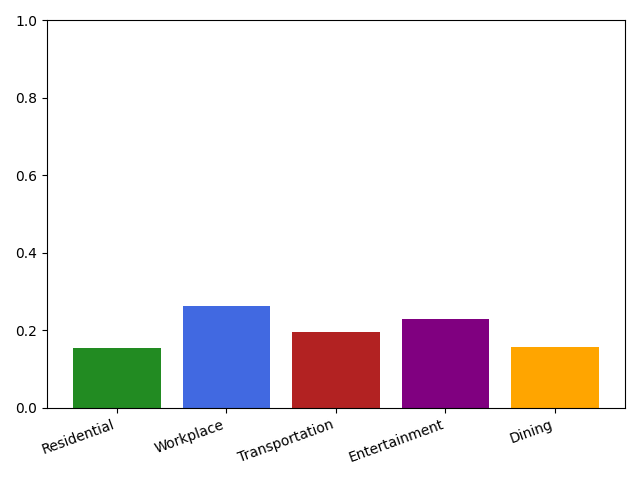 1.0
0.8
0.6
0.4
0.2
0.0
Residential
Workplace
Transportation
Entertainment
Dining